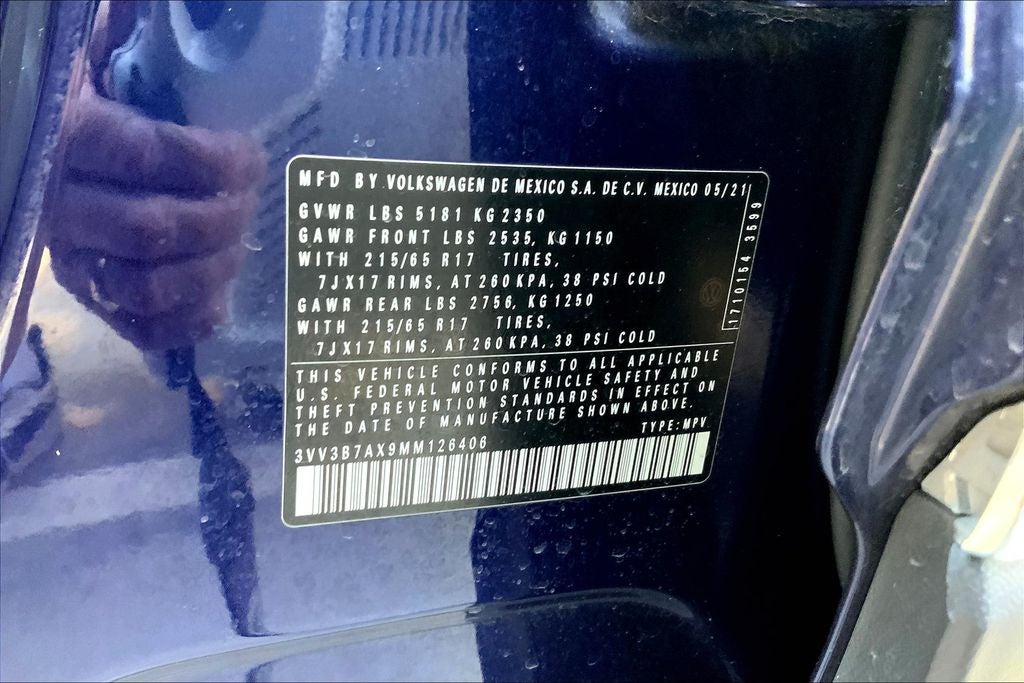 MFD BY VOLKSWAGEN DE MEXICO S.A. DE C.V. MEXICO 05/21
GVWR LBS 5181 KG 2350
GAWR FRONT LBS 2535, KG 1150
WITH 215/65 R17 TIRES,
7JX17 RIMS, AT 260 KPA, 38 PSI COLD
GAWR REAR LBS 2756, KG 1250
WITH 215/65 R17 TIRES,
7JX17 RIMS, AT 260 KPA, 38 PSI COLD
1710154 3599
THIS VEHICLE CONFORMS TO ALL APPLICABLE
U.S. FEDERAL MOTOR VEHICLE SAFETY AND
THEFT PREVENTION STANDARDS IN EFFECT ON
THE DATE OF MANUFACTURE SHOWN ABOVE.
TYPE: MPV
3VV3B7AX9MM126406